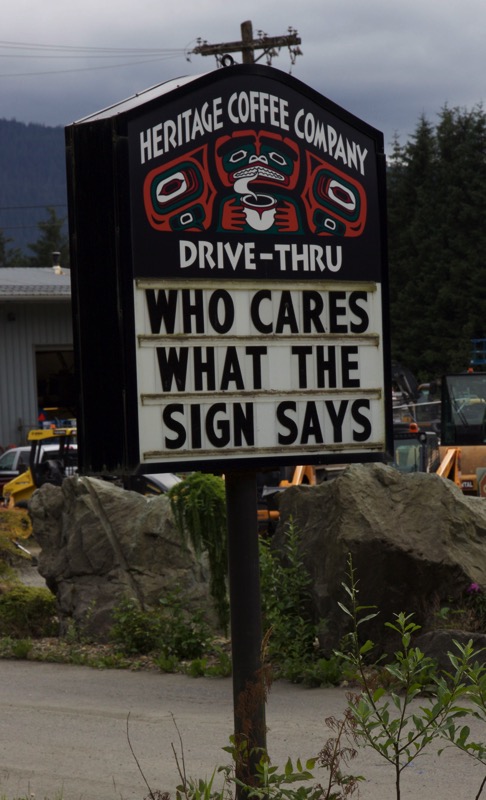 HERITAGE COFFEE COMPANY
DRIVE-THRU
WHO CARES
WHAT THE
SIGN SAYS